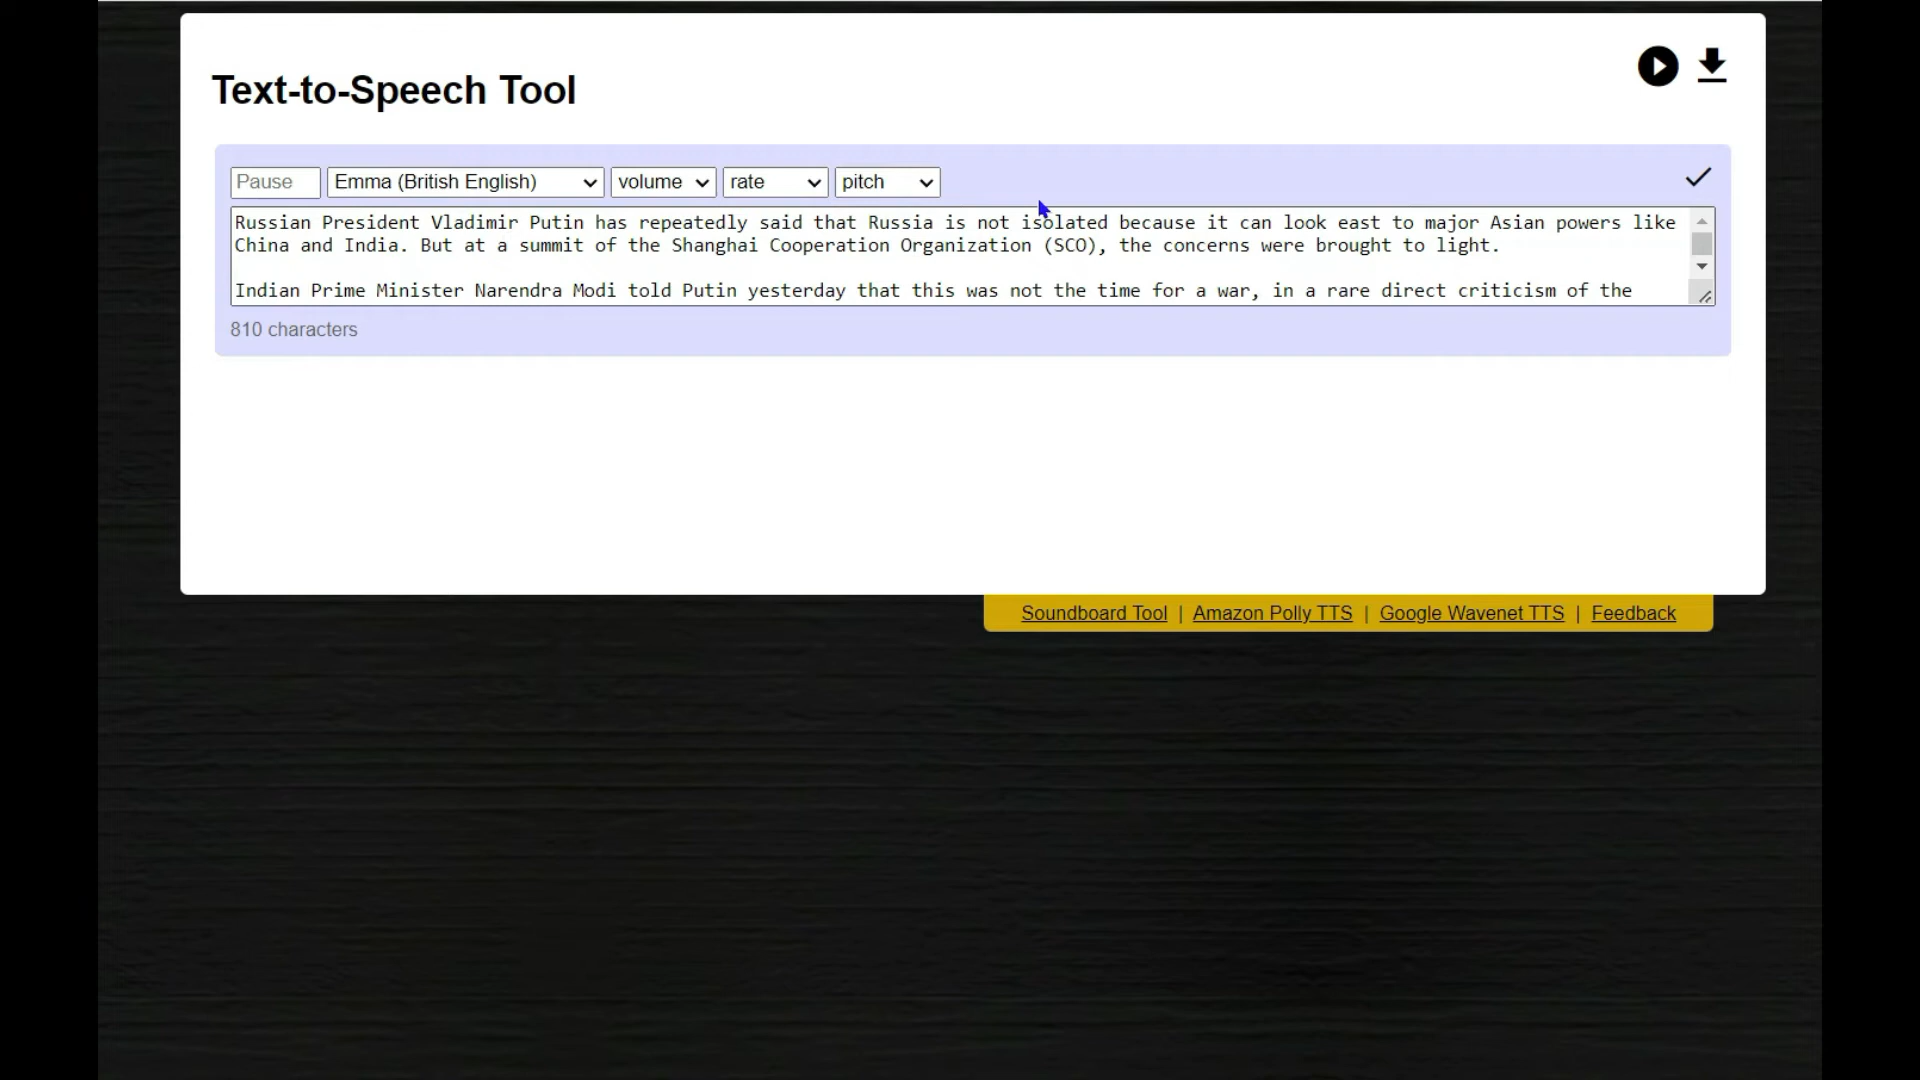 Text-to-Speech Tool
Pause Emma (British English) volume rate pitch
Russian President Vladimir Putin has repeatedly said that Russia is not isolated because it can look east to major Asian powers like
China and India. But at a summit of the Shanghai Cooperation Organization (SCO), the concerns were brought to light.
Indian Prime Minister Narendra Modi told Putin yesterday that this was not the time for a war, in a rare direct criticism of the
810 characters
Soundboard Tool | Amazon Polly TTS | Google Wavenet TTS | Feedback